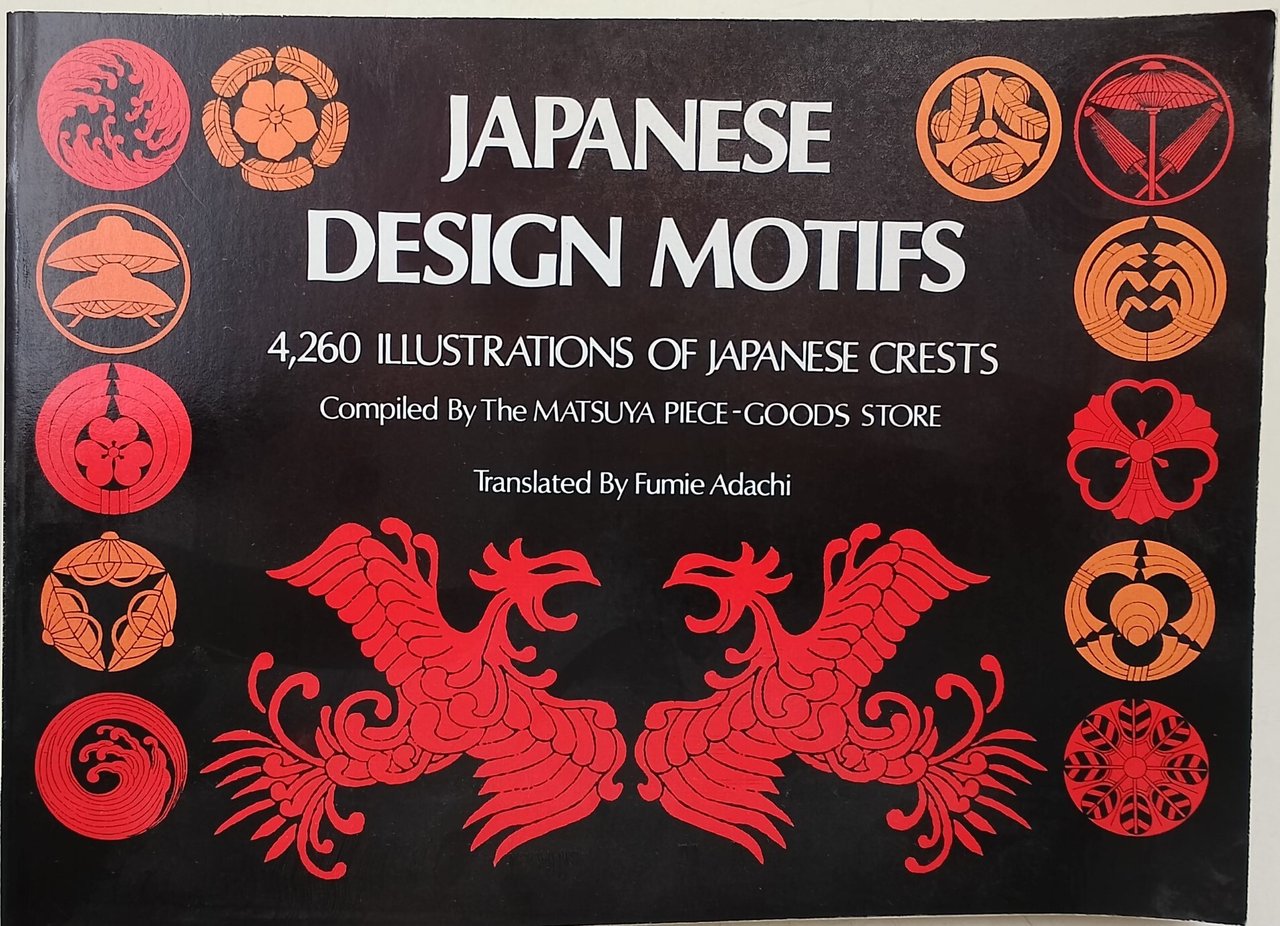 JAPANESE
DESIGN MOTIFS
4,260 ILLUSTRATIONS OF JAPANESE CRESTS
Compiled By The MATSUYA PIECE-GOODS STORE
Translated By Fumie Adachi